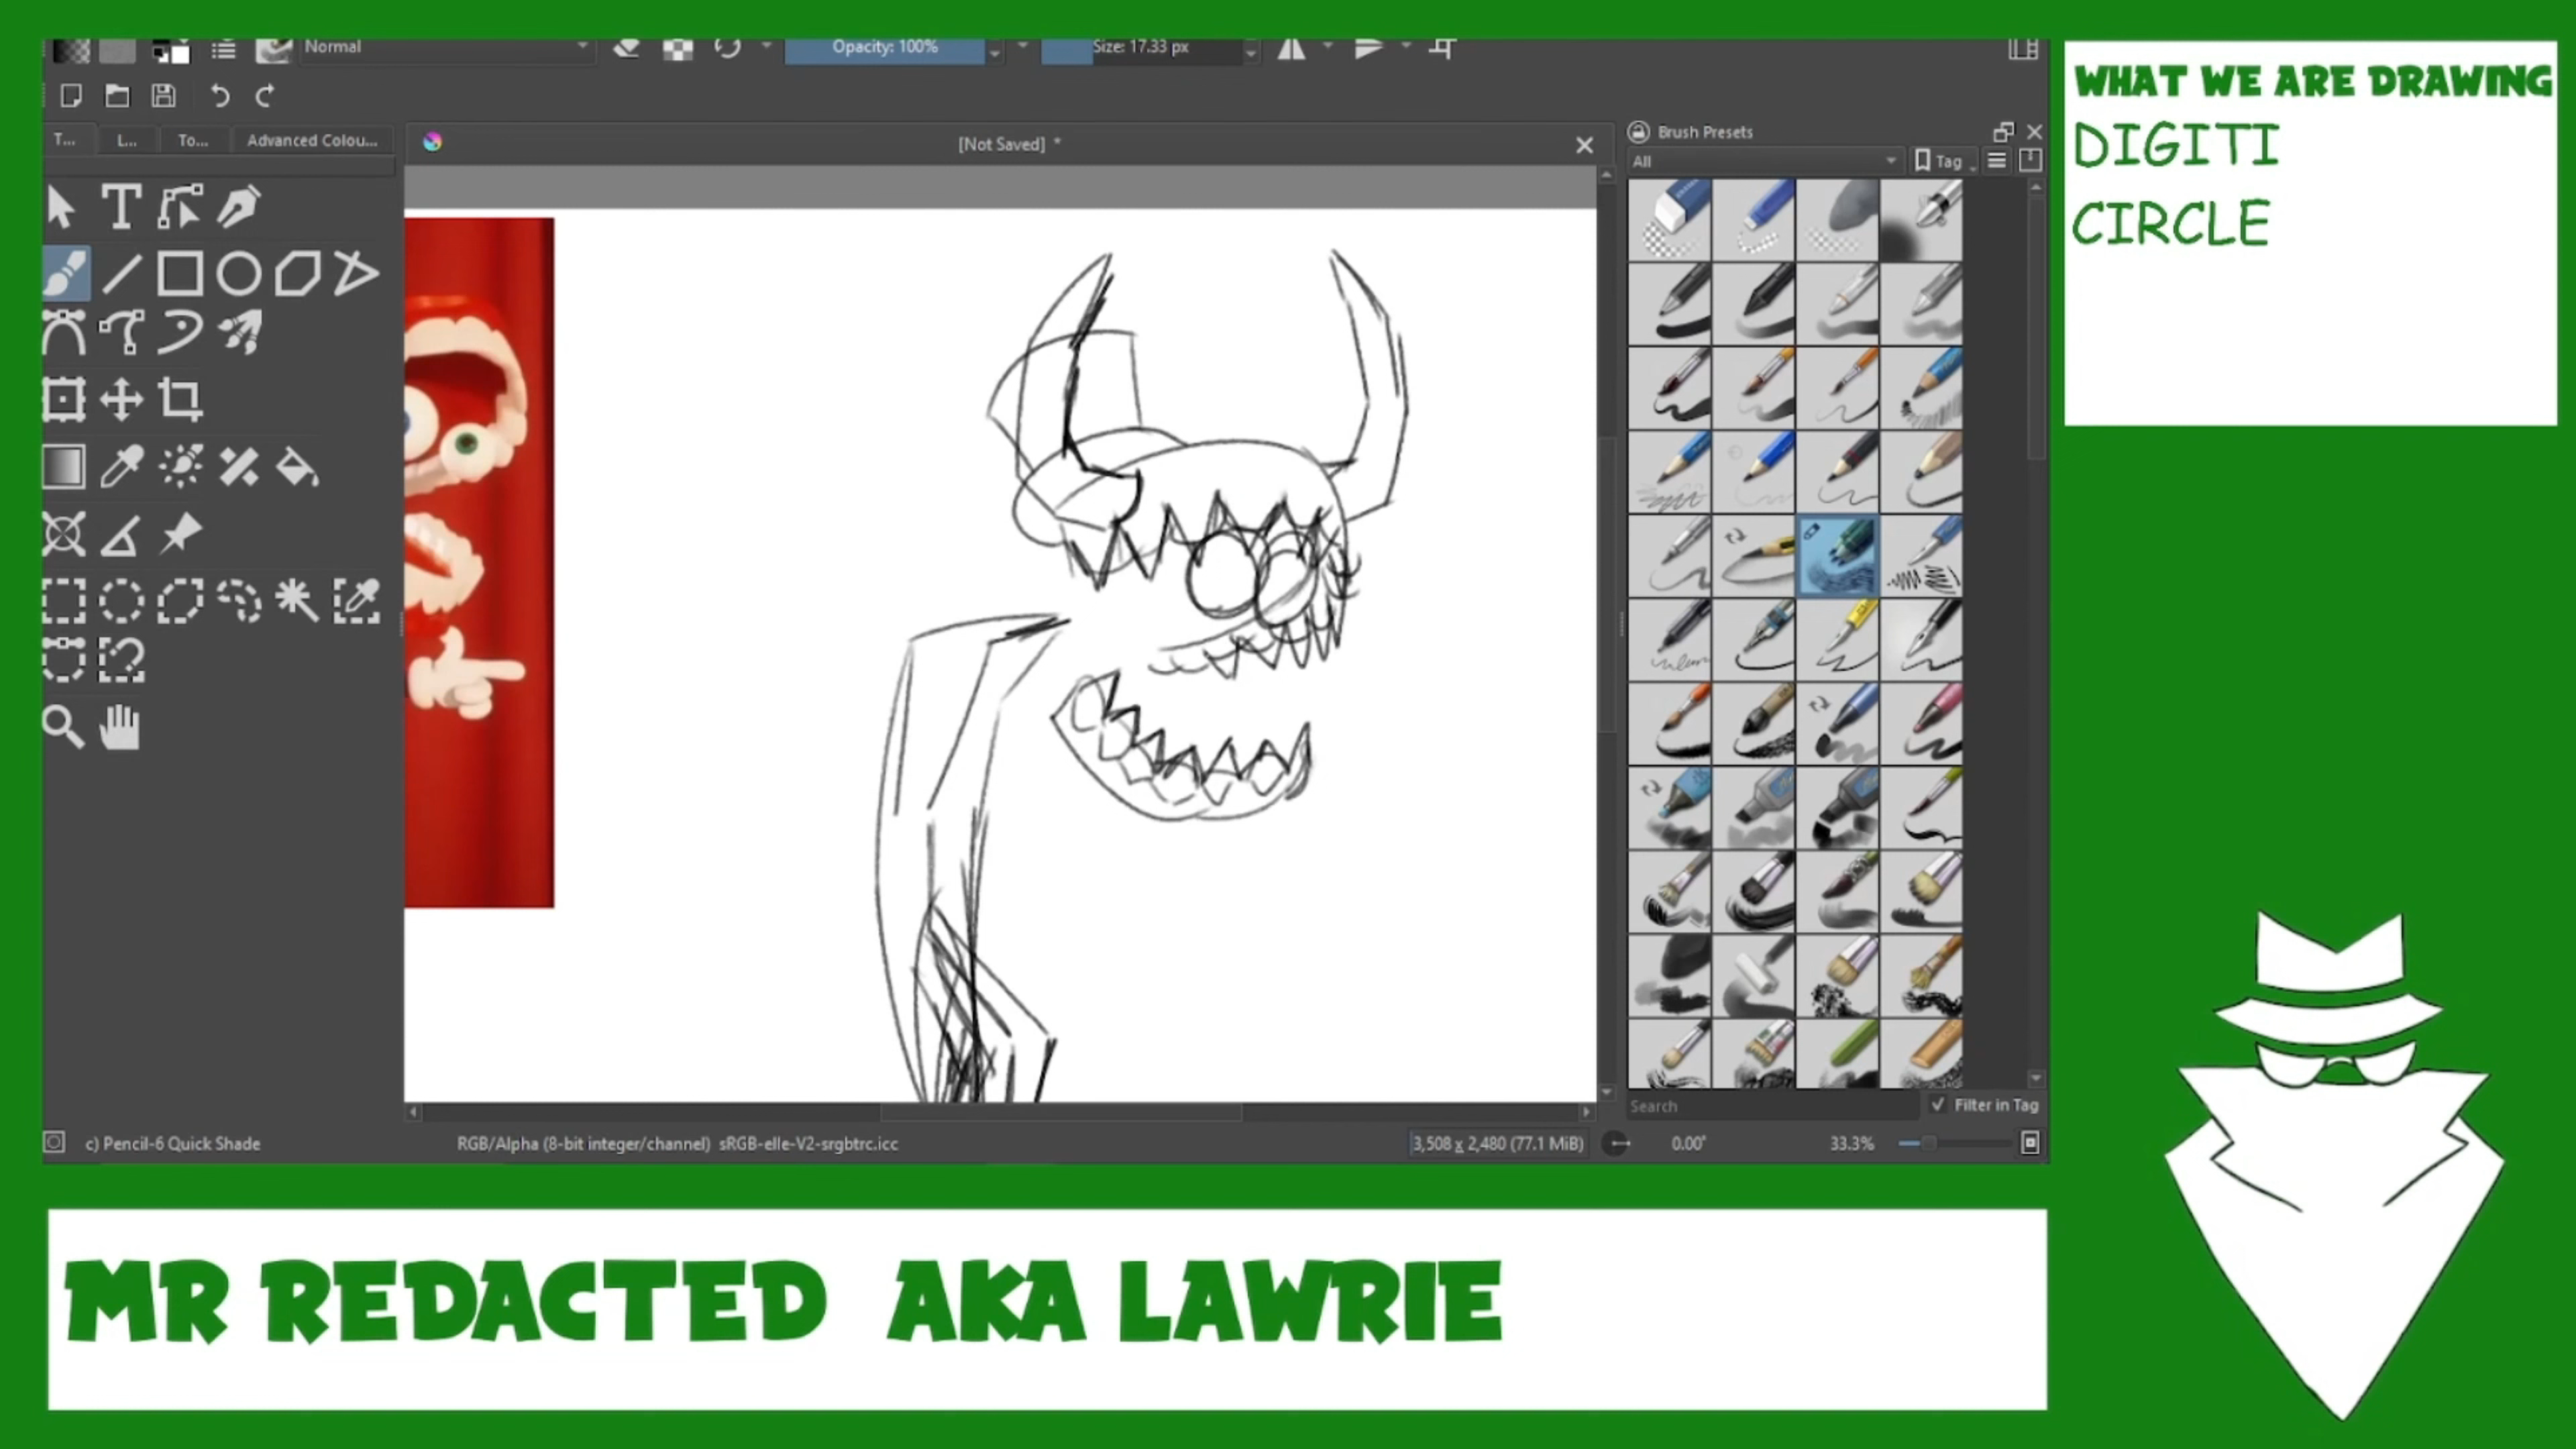 Normal
Opacity: 100%
Size: 17.33 px
T...
L...
To...
Advanced Colou...
[Not Saved] *
Brush Presets
All
Tag
Search
Filter in Tag
c) Pencil-6 Quick Shade
RGB/Alpha (8-bit integer/channel) sRGB-elle-V2-srgbtrc.icc
3,508 x 2,480 (77.1 MiB)
0.00°
33.3%
WHAT WE ARE DRAWING
DIGITI
CIRCLE
MR REDACTED AKA LAWRIE